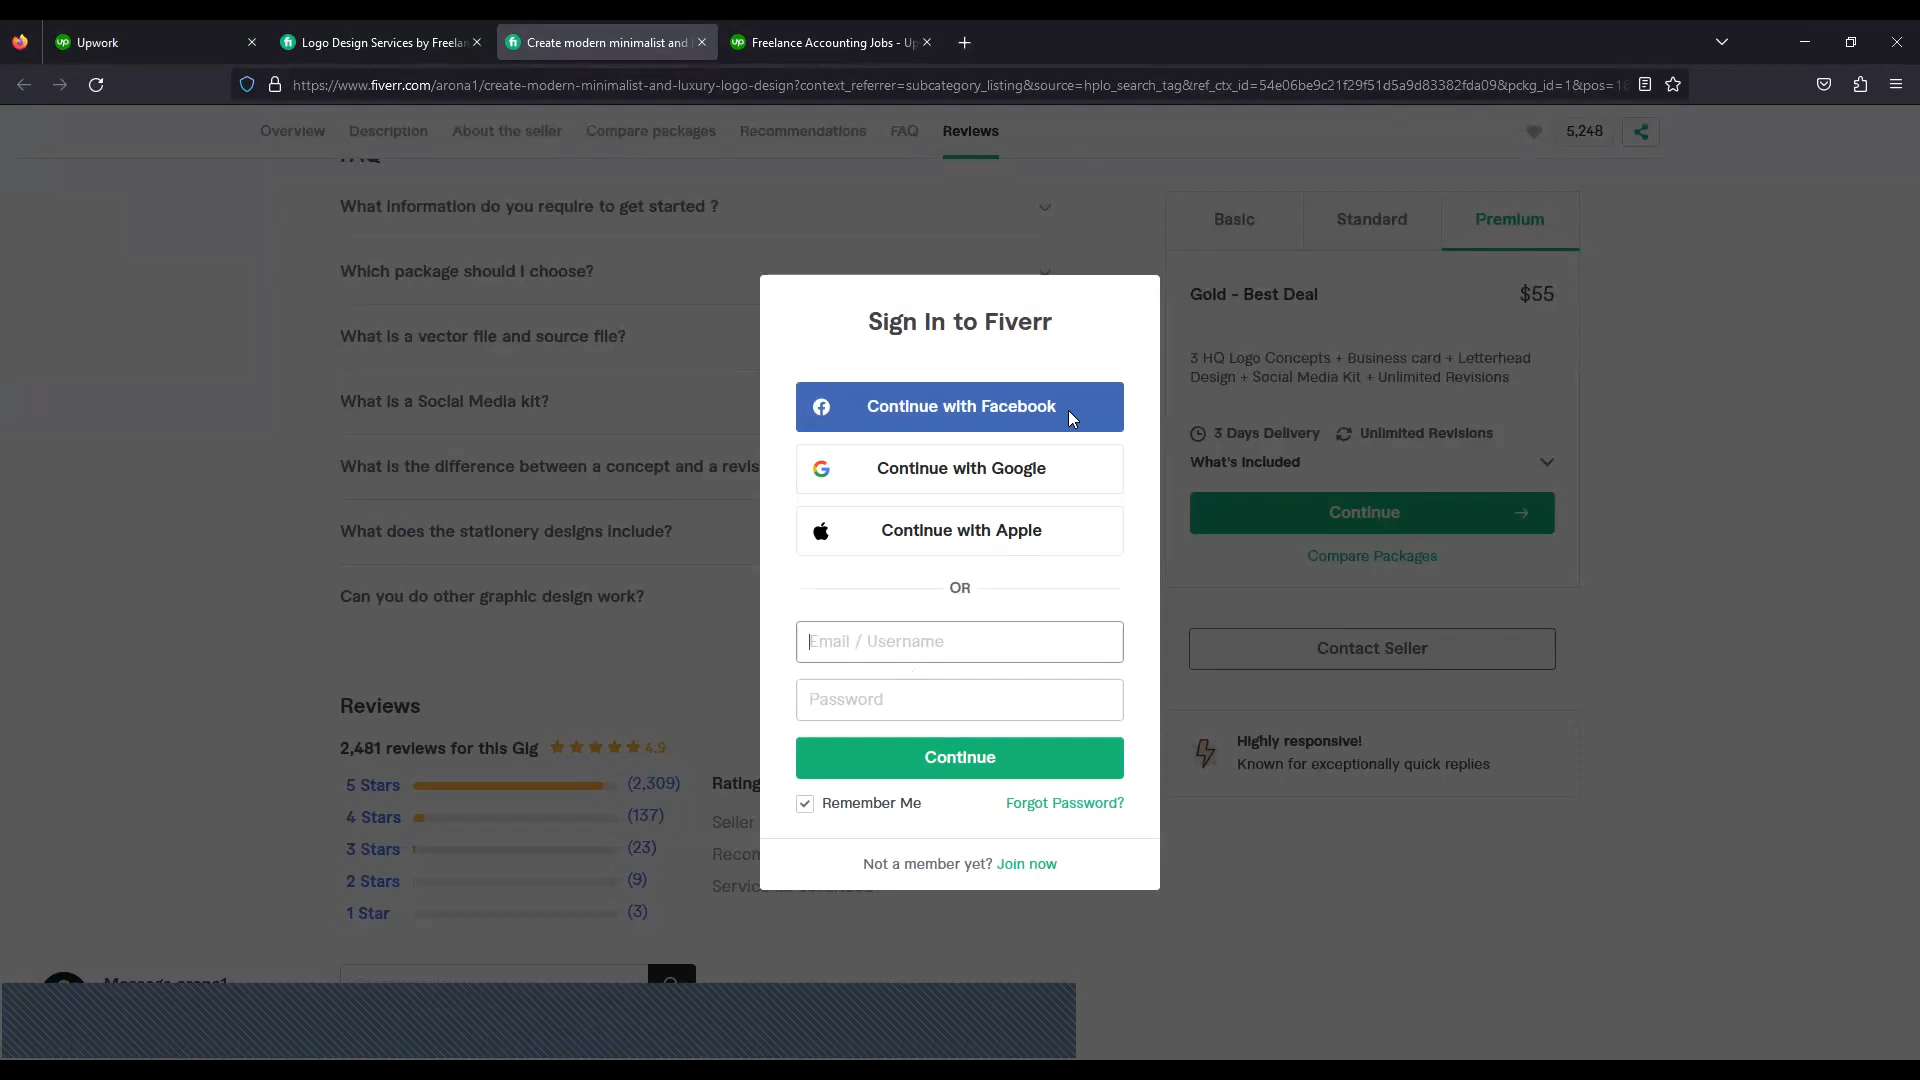 Upwork
Logo Design Services by Freelan
Create modern minimalist and
Freelance Accounting Jobs - Up
https://www.fiverr.com/arona1/create-modern-minimalist-and-luxury-logo-design?context_referrer=subcategory_listing&source=hplo_search_tag&ref_ctx_id=54e06be9c21f29f51d5a9d83382fda09&pckg_id=1&pos=1
Overview Description About the seller Compare packages Recommendations FAQ Reviews 5,248
FAQ
What information do you require to get started ?
Which package should I choose?
What is a vector file and source file?
What is a Social Media kit?
What is the difference between a concept and a revis
What does the stationery designs include?
Can you do other graphic design work?
Reviews
2,481 reviews for this Gig 4.9
5 Stars (2,309)
4 Stars (137)
3 Stars (23)
2 Stars (9)
1 Star (3)
Rating
Seller
Recom
Service
Message arona1
Sign In to Fiverr
Continue with Facebook
Continue with Google
Continue with Apple
OR
Email / Username
Password
Continue
Remember Me Forgot Password?
Not a member yet? Join now
Basic Standard Premium
Gold - Best Deal $55
3 HQ Logo Concepts + Business card + Letterhead
Design + Social Media Kit + Unlimited Revisions
3 Days Delivery Unlimited Revisions
What's Included
Continue
Compare Packages
Contact Seller
Highly responsive!
Known for exceptionally quick replies